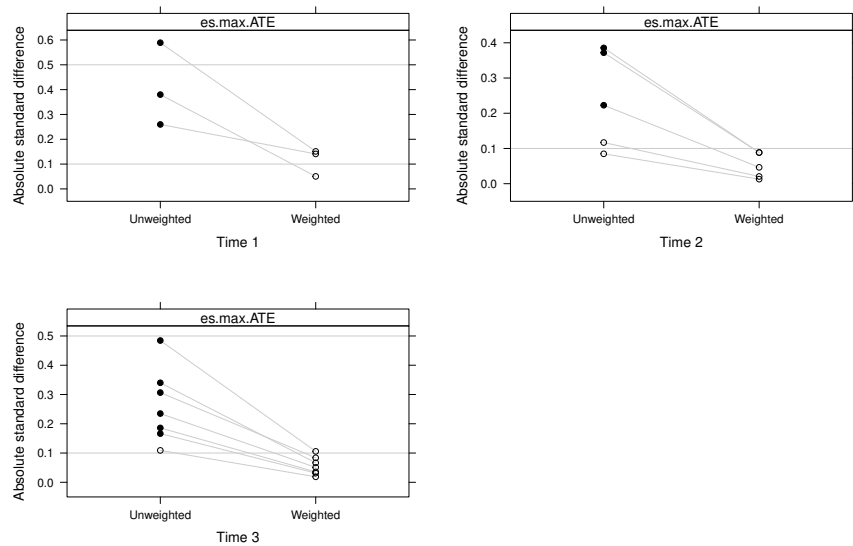 es.max.ATE
Absolute standard difference
0.6
0.5
0.4
0.3
0.2
0.1
0.0
Unweighted Weighted
Time 1
es.max.ATE
Absolute standard difference
0.4
0.3
0.2
0.1
0.0
Unweighted Weighted
Time 2
es.max.ATE
Absolute standard difference
0.5
0.4
0.3
0.2
0.1
0.0
Unweighted Weighted
Time 3